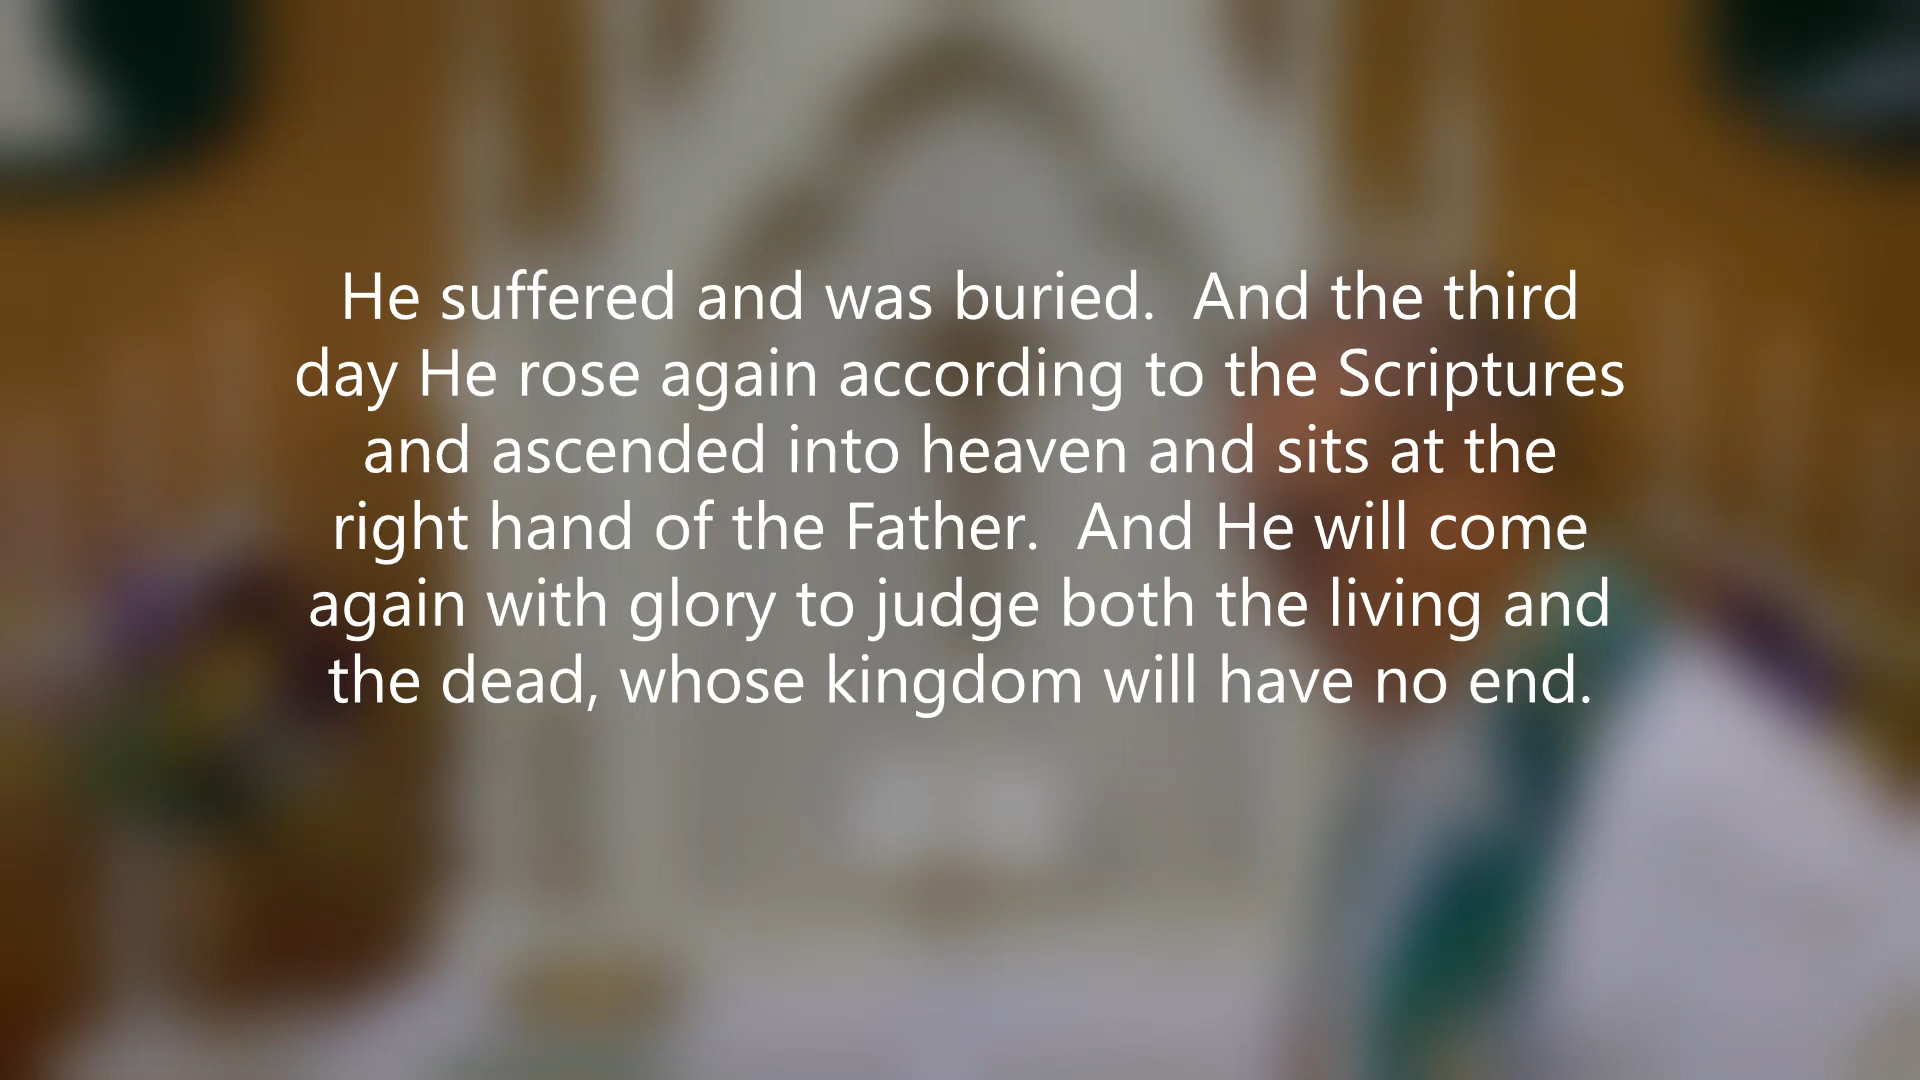 He suffered and was buried.  And the third
day He rose again according to the Scriptures
and ascended into heaven and sits at the
right hand of the Father.  And He will come
again with glory to judge both the living and
the dead, whose kingdom will have no end.